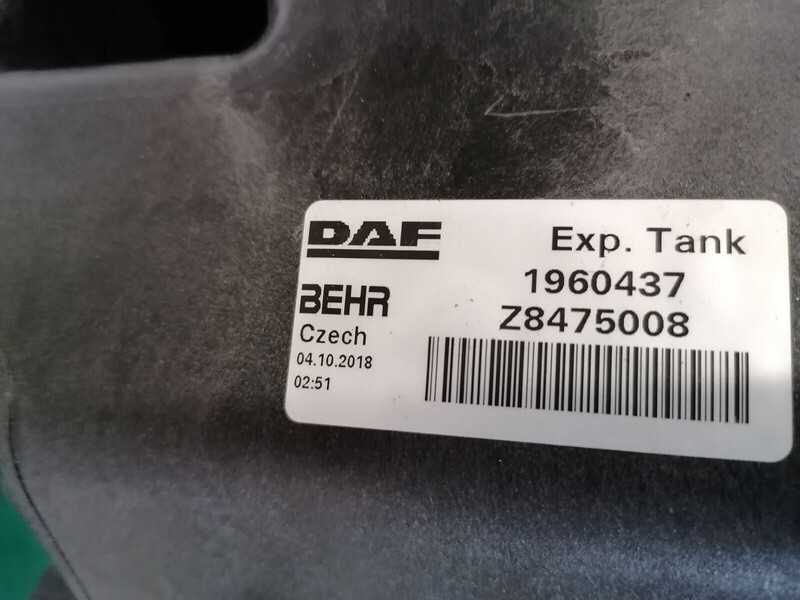 DAF
Exp. Tank
1960437
BEHR
Z8475008
Czech
04.10.2018
02:51